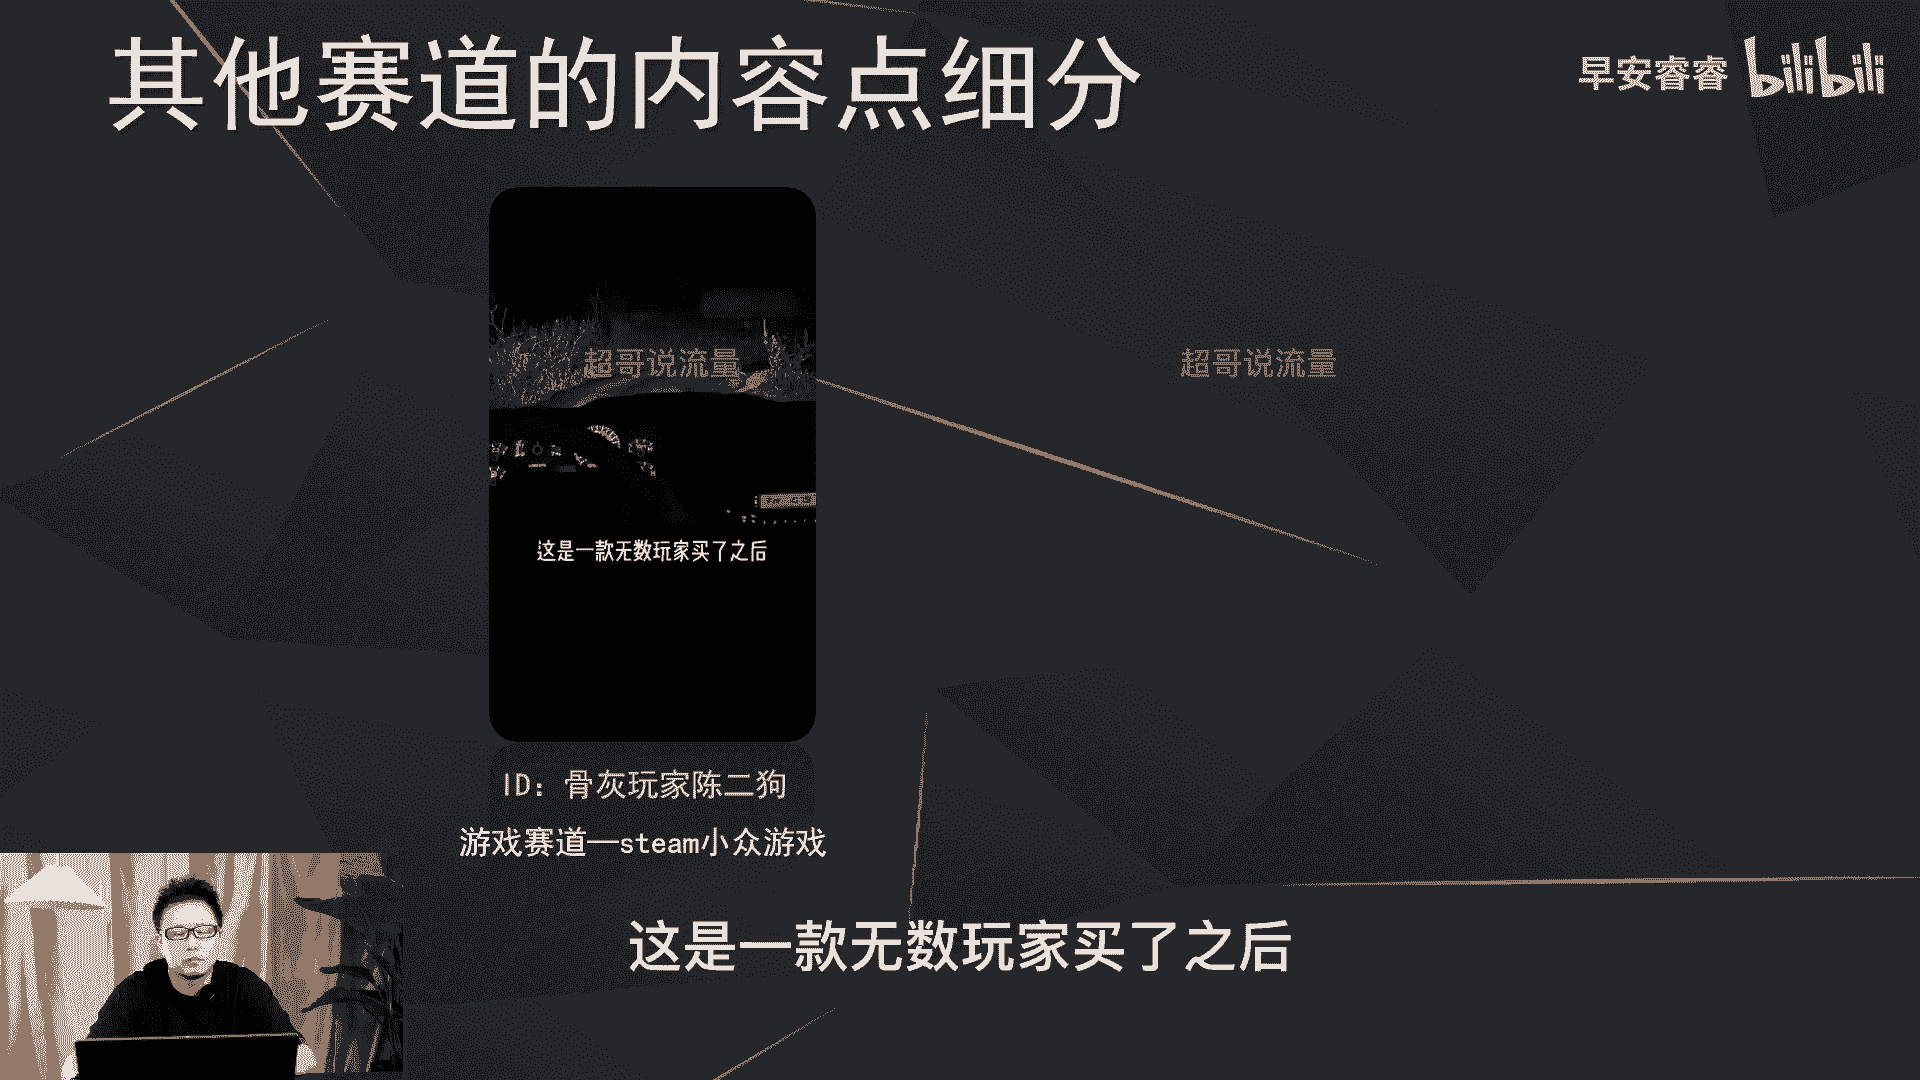 其他赛道的内容点细分
早安睿睿 bilibili
超哥说流量
超哥说流量
这是一款无数玩家买了之后
ID：骨灰玩家陈二狗
游戏赛道—steam小众游戏
这是一款无数玩家买了之后